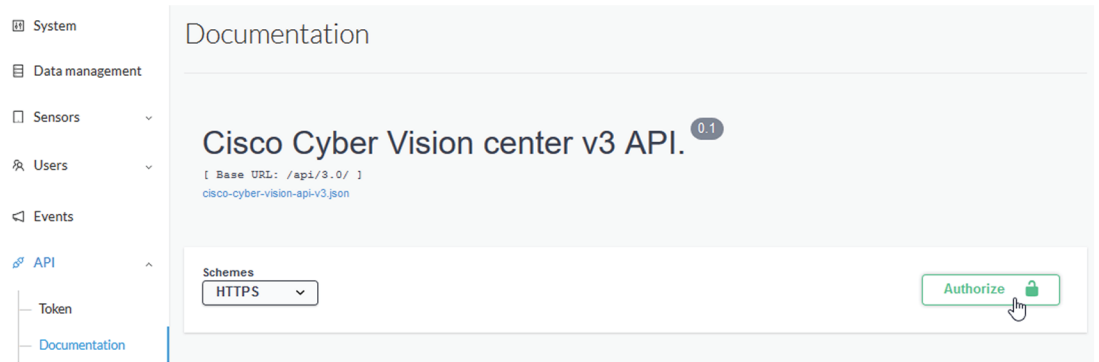 System
Data management
Sensors
Users
Events
API
Token
Documentation
Documentation
Cisco Cyber Vision center v3 API. 0.1
[ Base URL: /api/3.0/ ]
cisco-cyber-vision-api-v3.json
Schemes
HTTPS
Authorize